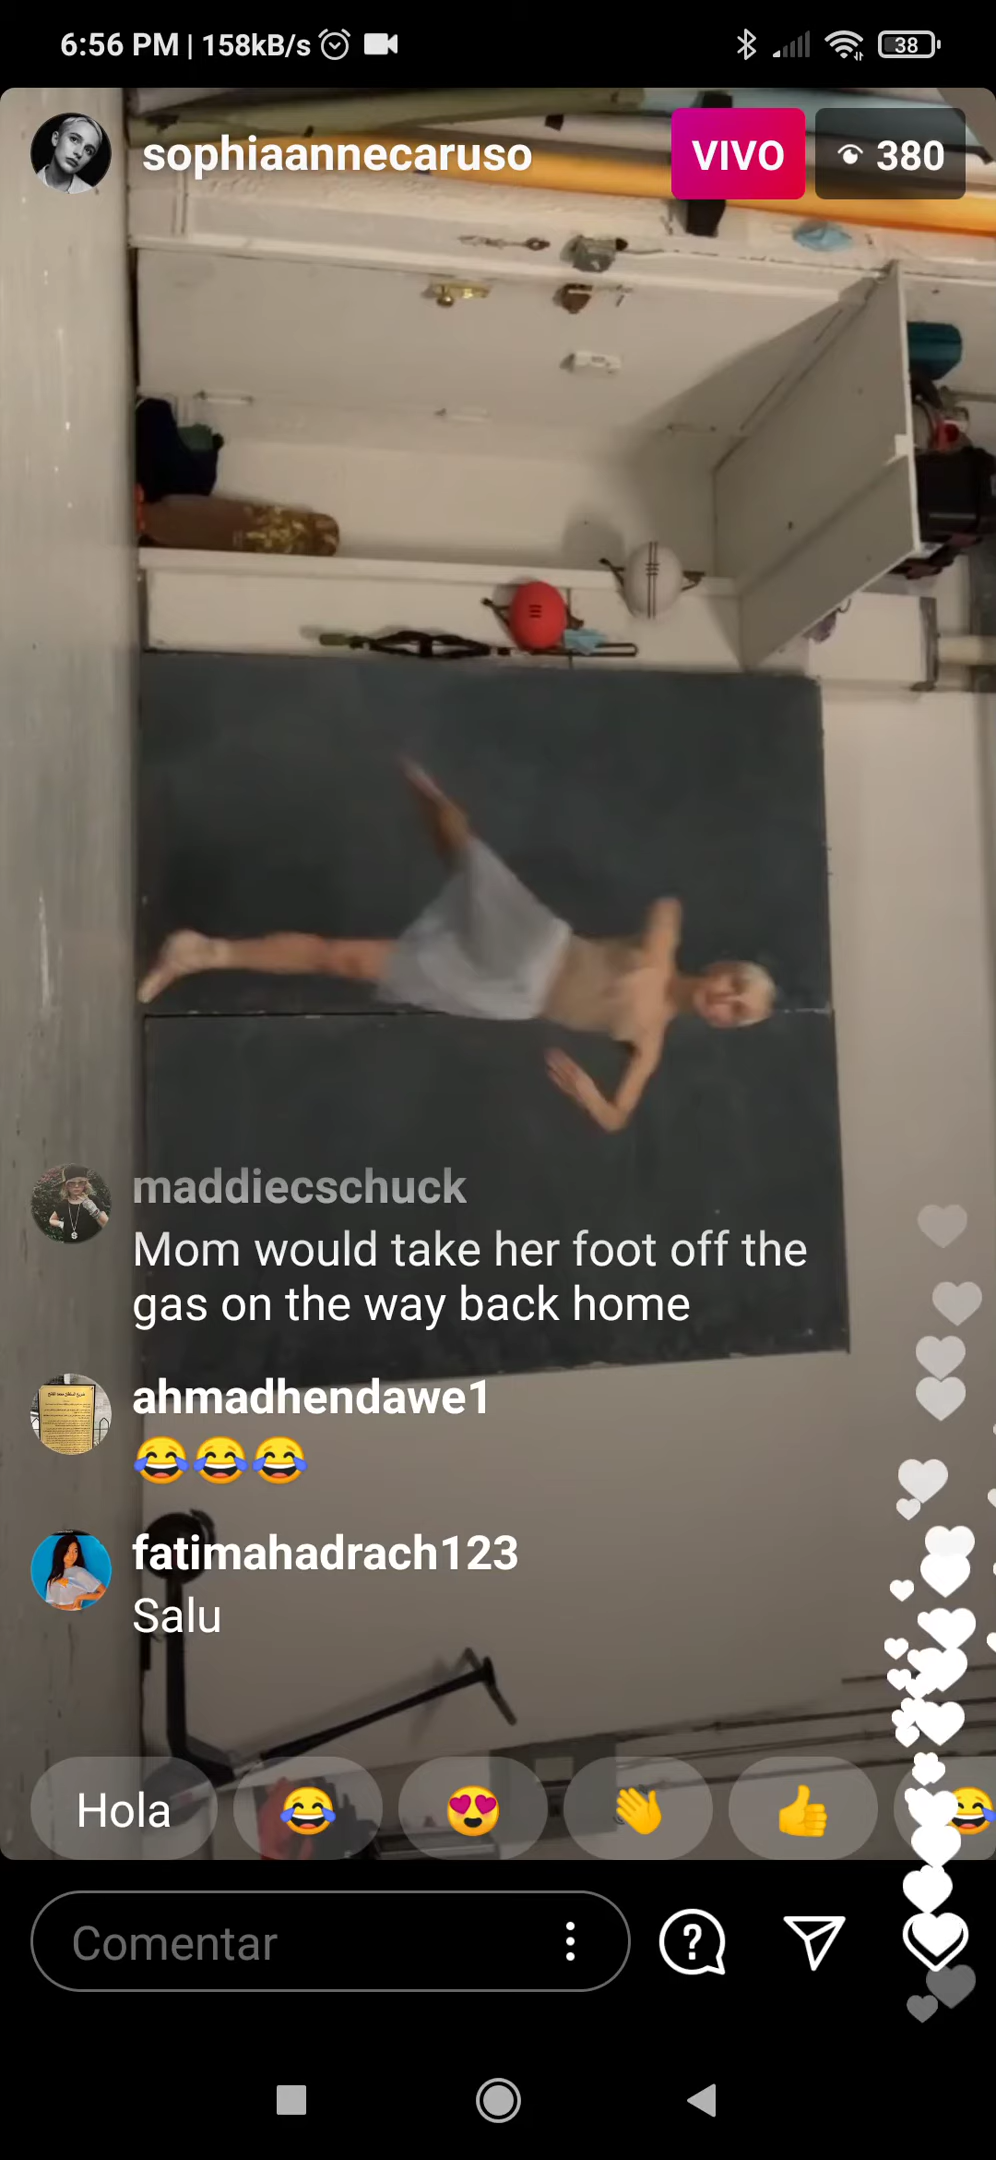 6:56 PM | 158kB/s
38
sophiaannecaruso
VIVO
380
maddiecschuck
Mom would take her foot off the
gas on the way back home
ahmadhendawe1
😂😂😂
fatimahadrach123
Salu
Hola 😂 😍 👋 👍 😂
Comentar